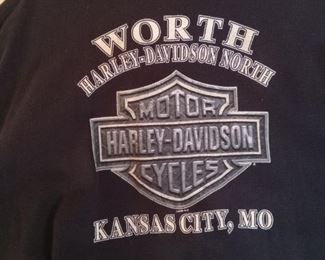 WORTH
HARLEY-DAVIDSON NORTH
MOTOR
HARLEY-DAVIDSON
CYCLES
KANSAS CITY, MO